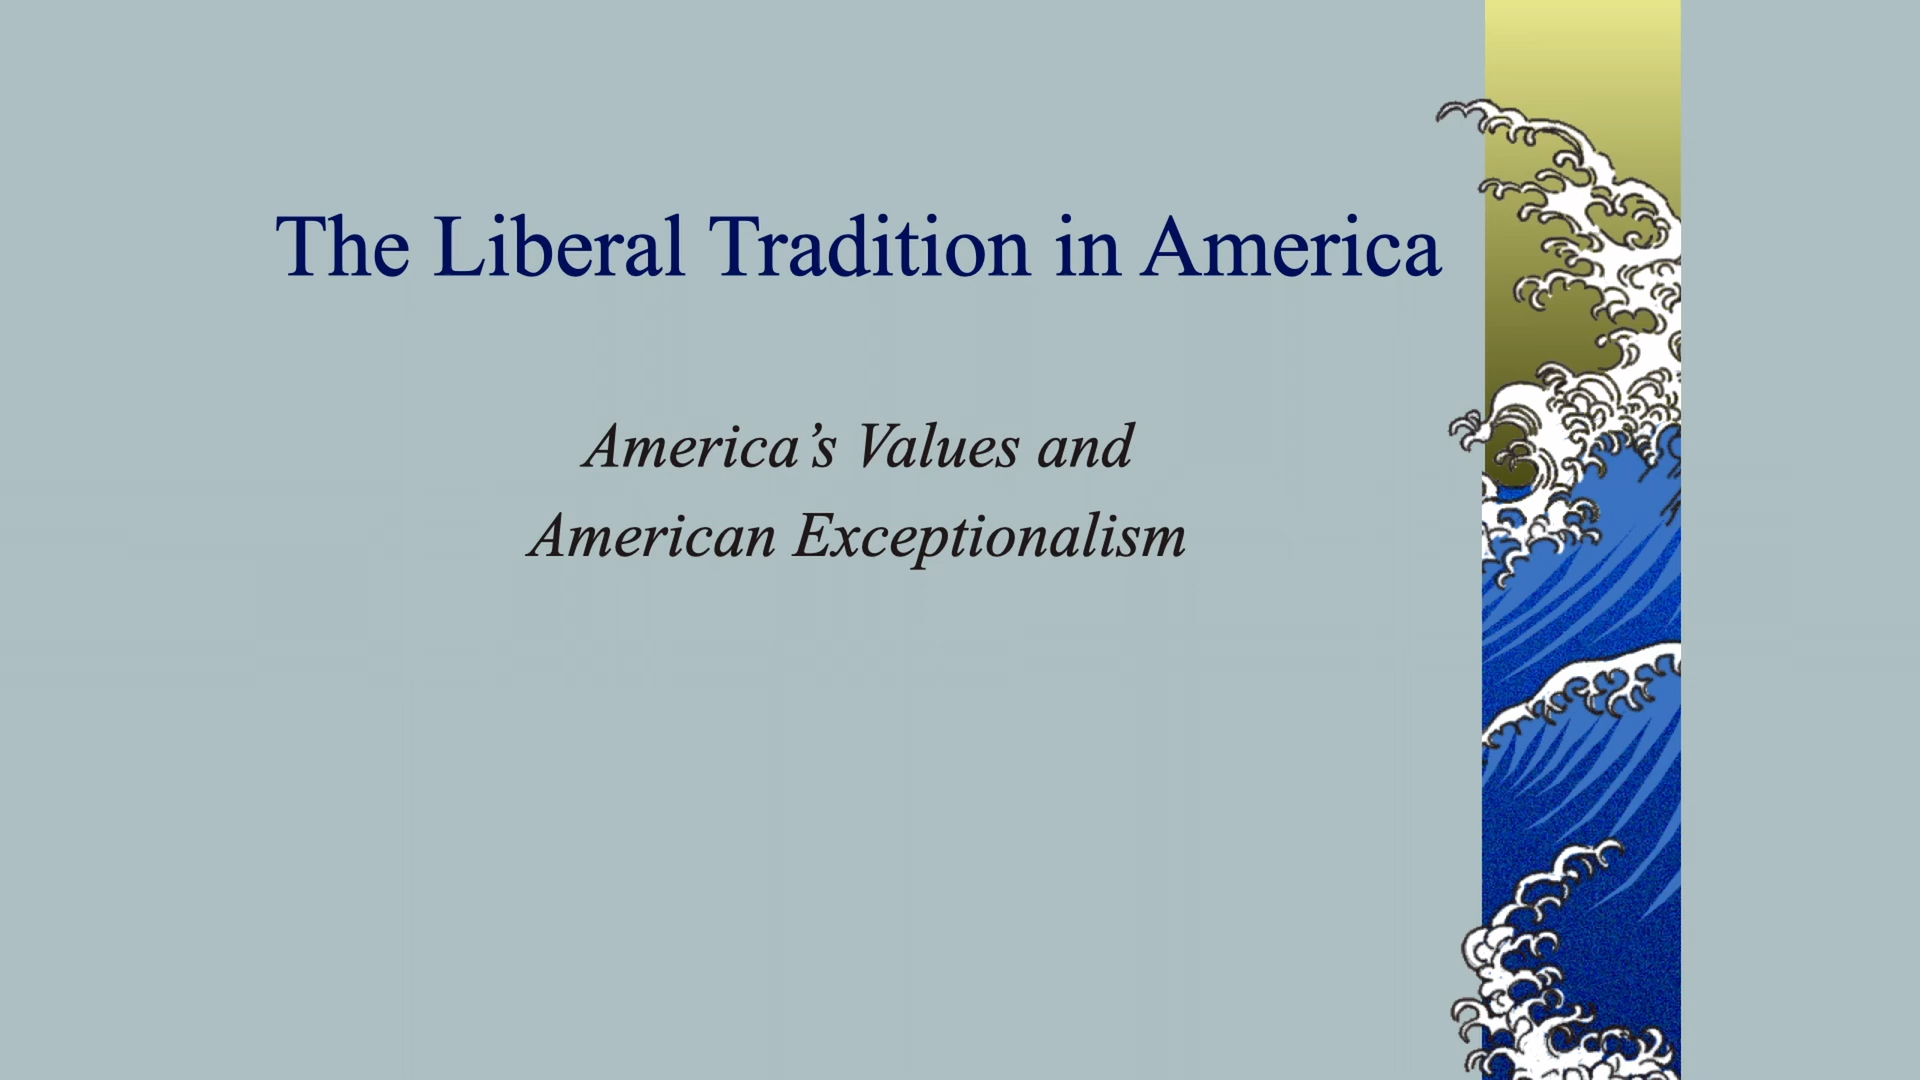 The Liberal Tradition in America
America’s Values and
American Exceptionalism